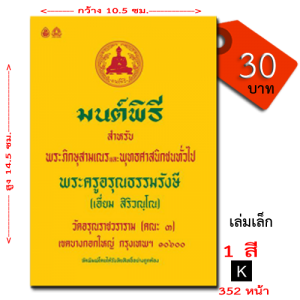 กว้าง 10.5 ซม.
สูง 14.5 ซม.
30
บาท
มนต์พิธี
สำหรับ
พระภิกษุสามเณรและพุทธศาสนิกชนทั่วไป
พระครูอรุณธรรมรังษี
(เอี่ยม สิริวณฺโณ)
วัดอรุณราชวราราม (คณะ ๓)
เขตบางกอกใหญ่ กรุงเทพฯ ๑๐๖๐๐
เล่มเล็ก
1 สี
K
352 หน้า